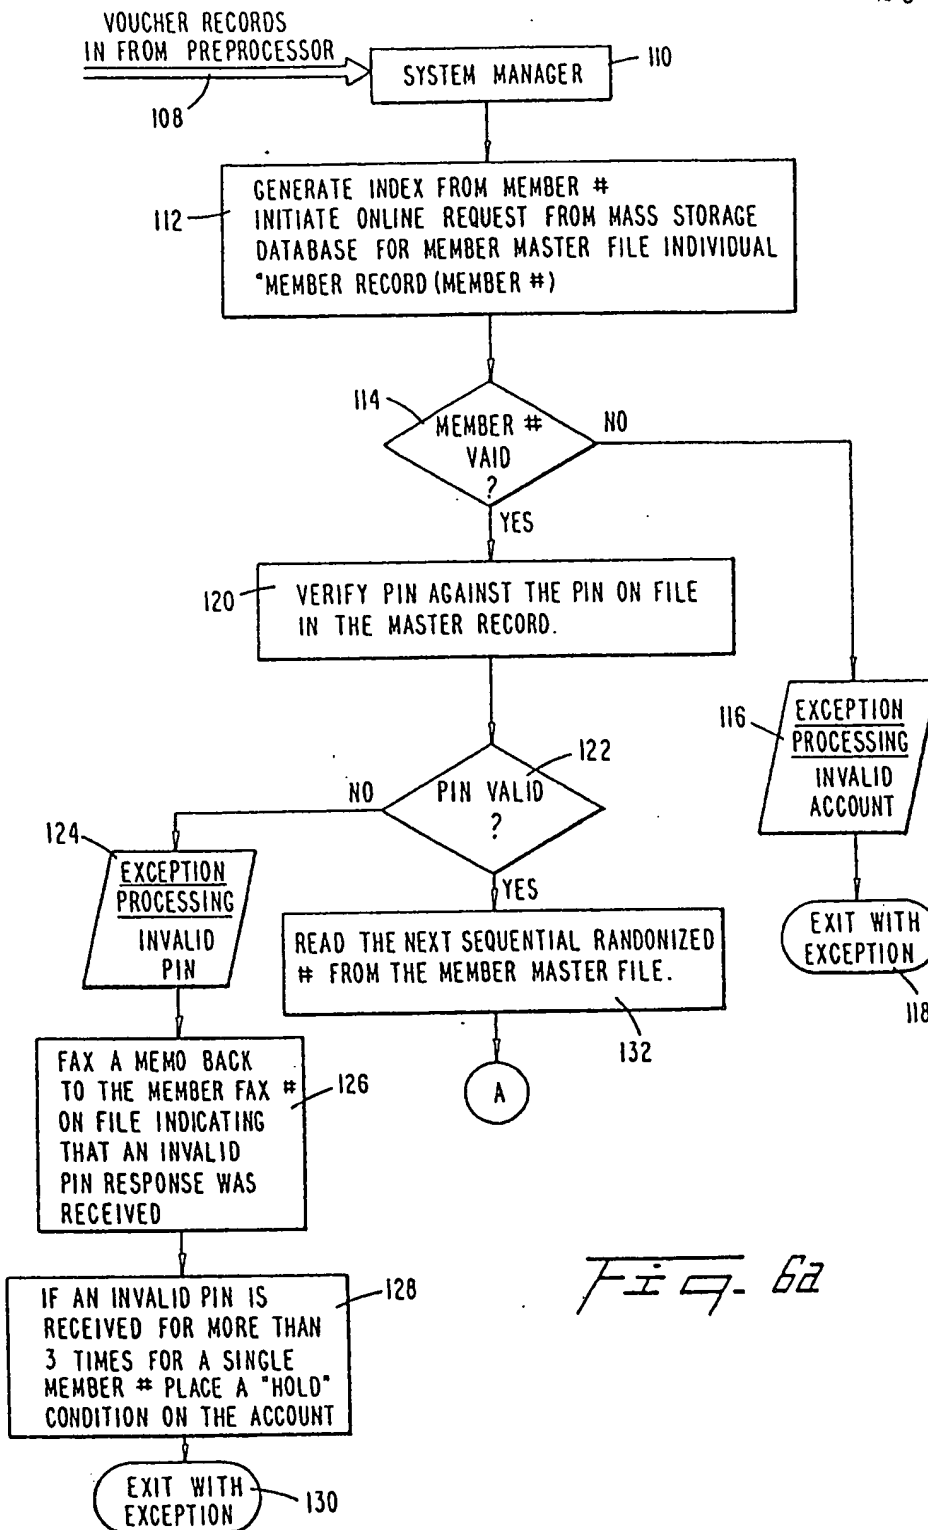 VOUCHER RECORDS
IN FROM PREPROCESSOR
108
SYSTEM MANAGER
110
112
GENERATE INDEX FROM MEMBER #
INITIATE ONLINE REQUEST FROM MASS STORAGE
DATABASE FOR MEMBER MASTER FILE INDIVIDUAL
"MEMBER RECORD (MEMBER #)
114
MEMBER #
VAID
?
NO
YES
120
VERIFY PIN AGAINST THE PIN ON FILE
IN THE MASTER RECORD.
116
EXCEPTION
PROCESSING
INVALID
ACCOUNT
122
PIN VALID
?
NO
YES
124
EXCEPTION
PROCESSING
INVALID
PIN
READ THE NEXT SEQUENTIAL RANDONIZED
# FROM THE MEMBER MASTER FILE.
132
EXIT WITH
EXCEPTION
118
A
FAX A MEMO BACK
TO THE MEMBER FAX #
ON FILE INDICATING
THAT AN INVALID
PIN RESPONSE WAS
RECEIVED
126
IF AN INVALID PIN IS
RECEIVED FOR MORE THAN
3 TIMES FOR A SINGLE
MEMBER # PLACE A "HOLD"
CONDITION ON THE ACCOUNT
128
EXIT WITH
EXCEPTION
130
Fig. 6a